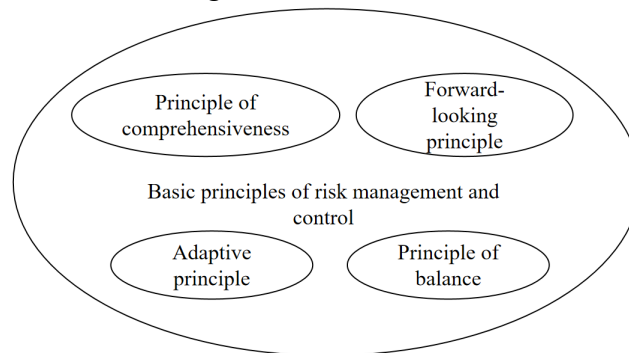 Principle of
comprehensiveness
Forward-
looking
principle
Basic principles of risk management and
control
Adaptive
principle
Principle of
balance